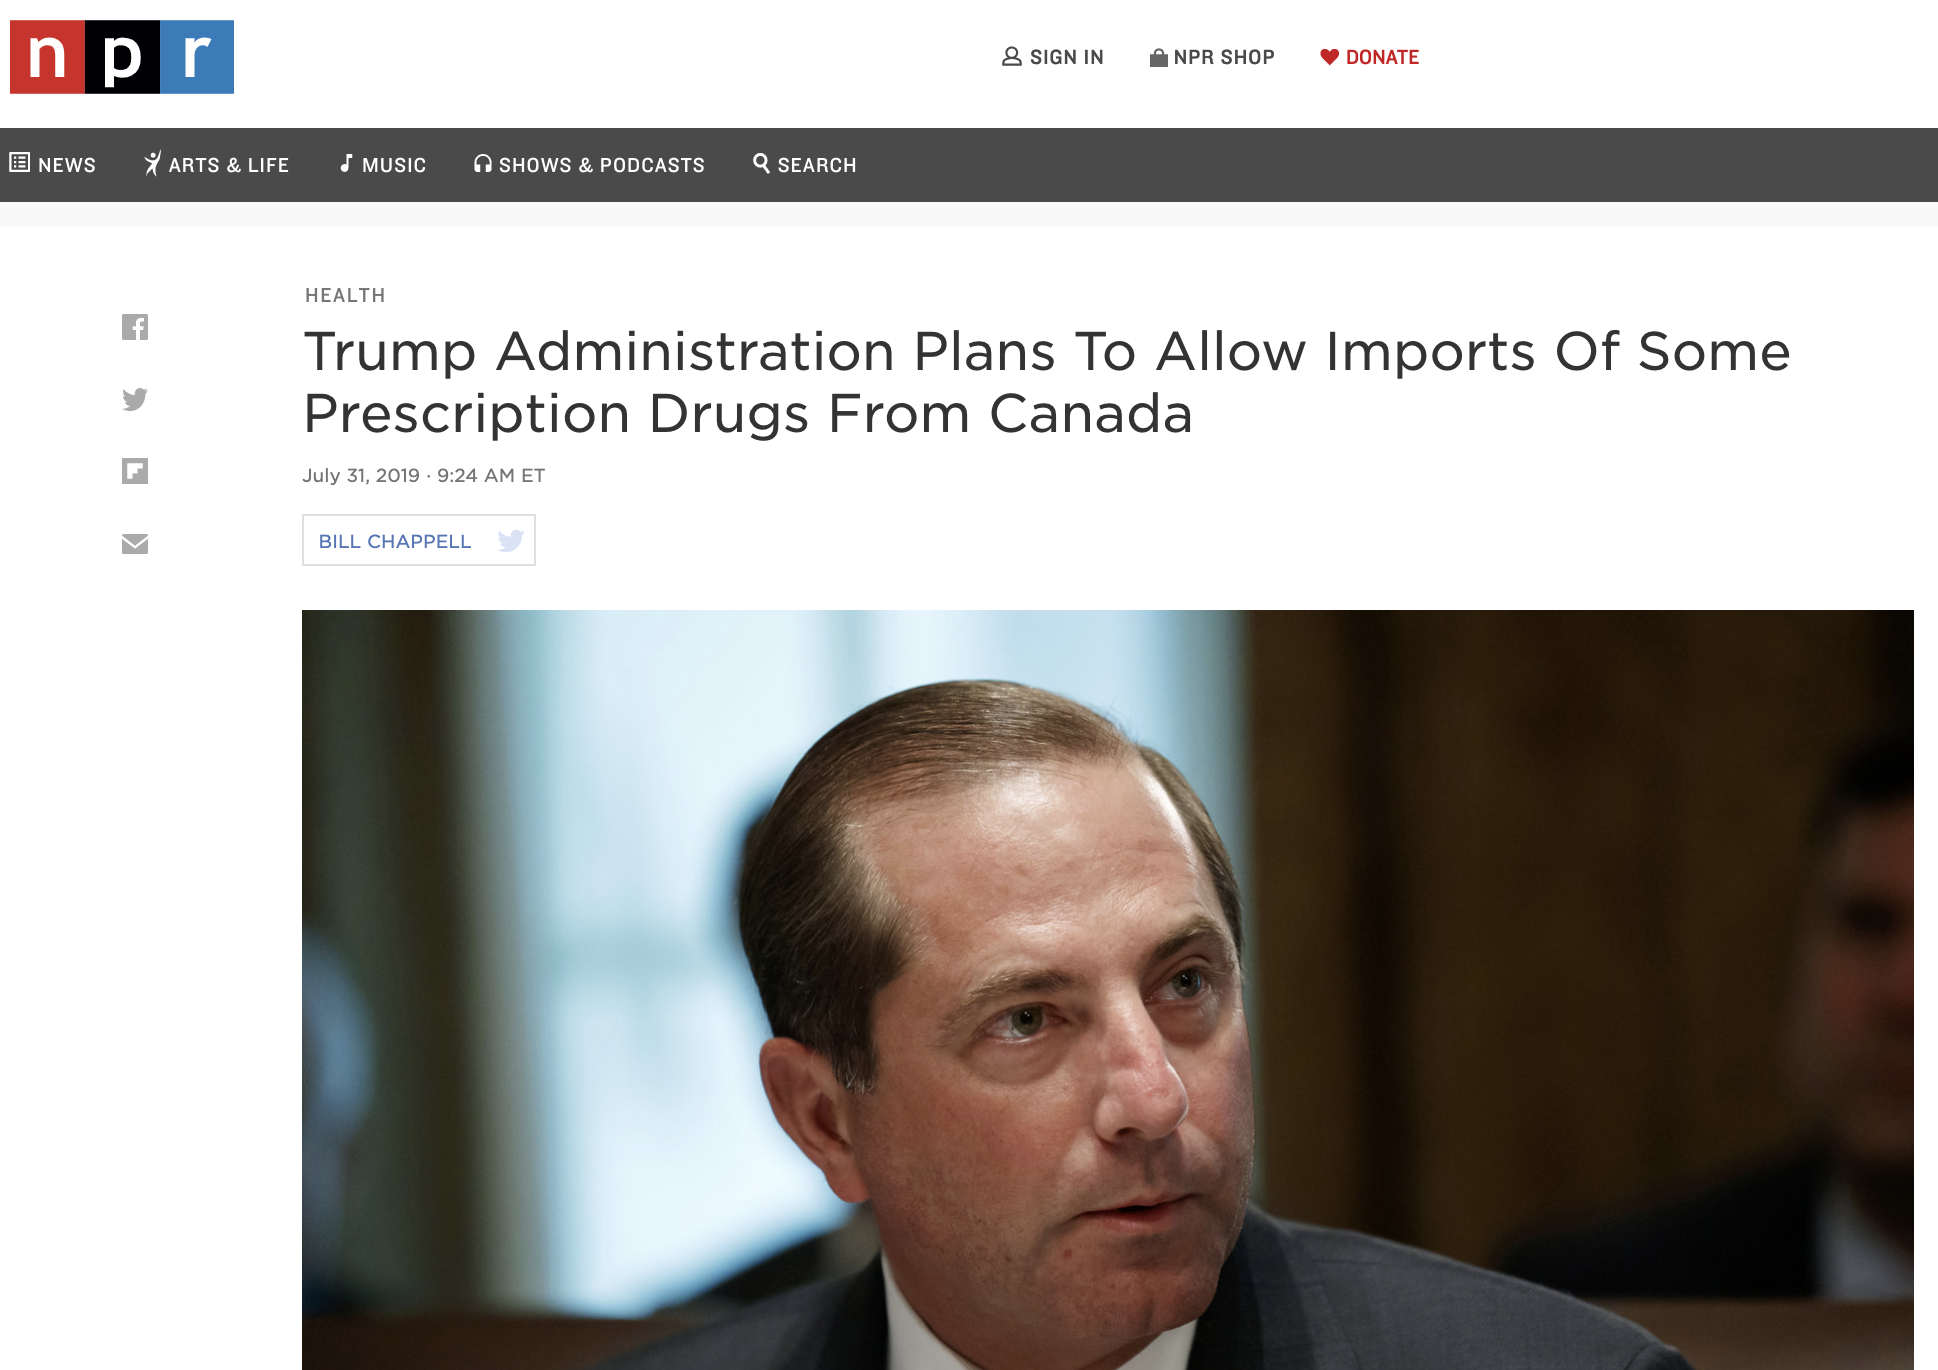 npr
SIGN IN
NPR SHOP
DONATE
NEWS
ARTS & LIFE
MUSIC
SHOWS & PODCASTS
SEARCH
HEALTH
Trump Administration Plans To Allow Imports Of Some
Prescription Drugs From Canada
July 31, 2019 · 9:24 AM ET
BILL CHAPPELL